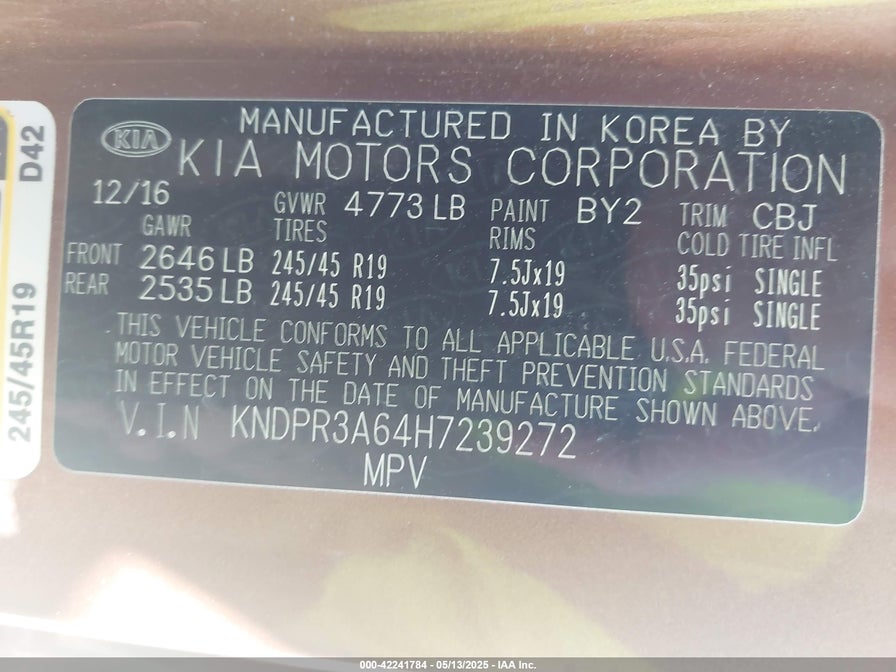 MANUFACTURED IN KOREA BY
KIA KIA MOTORS CORPORATION
12/16 GVWR 4773 LB PAINT BY2 TRIM CBJ
GAWR TIRES RIMS COLD TIRE INFL
FRONT 2646 LB 245/45 R19 7.5Jx19 35psi SINGLE
REAR 2535 LB 245/45 R19 7.5Jx19 35psi SINGLE
THIS VEHICLE CONFORMS TO ALL APPLICABLE U.S.A. FEDERAL
MOTOR VEHICLE SAFETY AND THEFT PREVENTION STANDARDS
IN EFFECT ON THE DATE OF MANUFACTURE SHOWN ABOVE.
V.I.N KNDPR3A64H7239272
MPV
245/45R19 D42
000-42241784 - 05/13/2025 - IAA Inc.